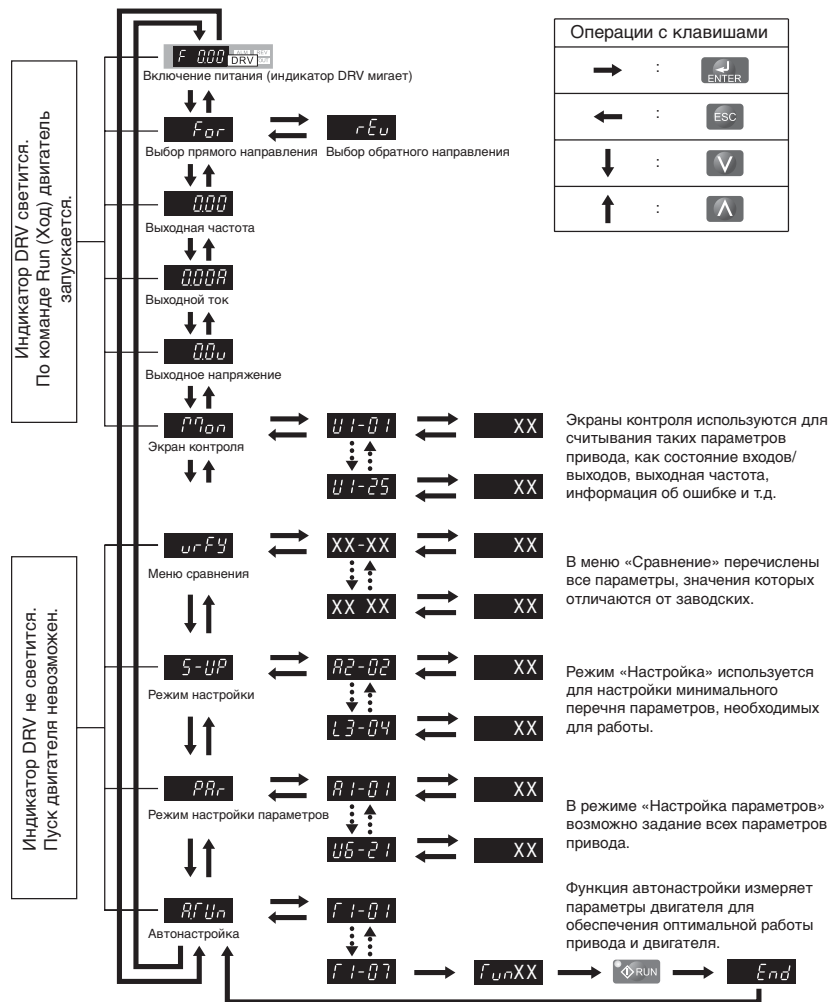 F 0.00
ALM REV
DRV FOUT
Включение питания (индикатор DRV мигает)
For
rEv
Выбор прямого направления
Выбор обратного направления
0.00
Выходная частота
0.00A
Выходной ток
0.0v
Выходное напряжение
Mon
Экран контроля
U1-01
XX
U1-25
XX
vrFY
Меню сравнения
XX-XX
XX
XX XX
XX
S-UP
Режим настройки
A2-02
XX
L3-04
XX
PAr
Режим настройки параметров
A1-01
XX
U6-21
XX
A.TUn
Автонастройка
T1-01
T1-07
TunXX
RUN
End
Индикатор DRV светится.
По команде Run (Ход) двигатель
запускается.
Индикатор DRV не светится.
Пуск двигателя невозможен.
Операции с клавишами
→ : ENTER
← : ESC
↓ : V
↑ : Λ
Экраны контроля используются для
считывания таких параметров
привода, как состояние входов/
выходов, выходная частота,
информация об ошибке и т.д.
В меню «Сравнение» перечислены
все параметры, значения которых
отличаются от заводских.
Режим «Настройка» используется
для настройки минимального
перечня параметров, необходимых
для работы.
В режиме «Настройка параметров»
возможно задание всех параметров
привода.
Функция автонастройки измеряет
параметры двигателя для
обеспечения оптимальной работы
привода и двигателя.